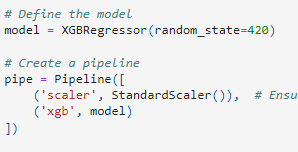 # Define the model
model = XGBRegressor(random_state=420)
# Create a pipeline
pipe = Pipeline([
    ('scaler', StandardScaler()),  # Ensu
    ('xgb', model)
])